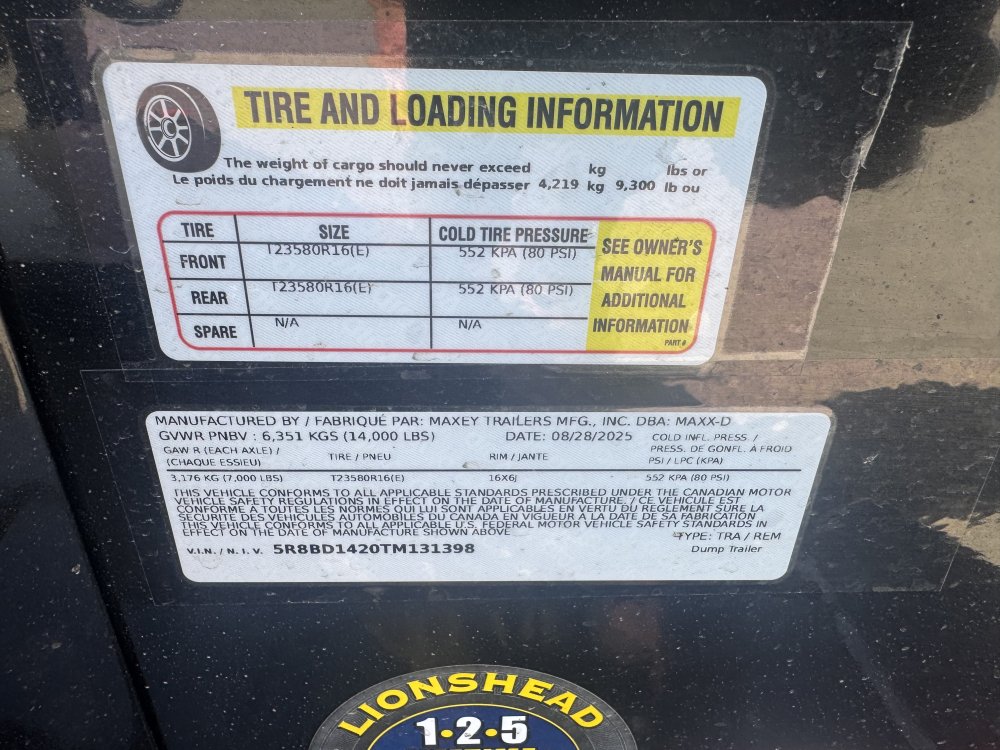 TIRE AND LOADING INFORMATION
The weight of cargo should never exceed kg lbs or
Le poids du chargement ne doit jamais dépasser 4,219 kg 9,300 lb ou
TIRE SIZE COLD TIRE PRESSURE
FRONT T23580R16(E) 552 KPA (80 PSI)
REAR T23580R16(E) 552 KPA (80 PSI)
SPARE N/A N/A
SEE OWNER'S
MANUAL FOR
ADDITIONAL
INFORMATION
PART #
MANUFACTURED BY / FABRIQUÉ PAR: MAXEY TRAILERS MFG., INC. DBA: MAXX-D
GVWR PNBV : 6,351 KGS (14,000 LBS) DATE: 08/28/2025
GAW R (EACH AXLE) /
(CHAQUE ESSIEU)
TIRE / PNEU
RIM / JANTE
COLD INFL. PRESS. /
PRESS. DE GONFL. À FROID
PSI / LPC (KPA)
3,176 KG (7,000 LBS) T23580R16(E) 16X6J 552 KPA (80 PSI)
THIS VEHICLE CONFORMS TO ALL APPLICABLE STANDARDS PRESCRIBED UNDER THE CANADIAN MOTOR
VEHICLE SAFETY REGULATIONS IN EFFECT ON THE DATE OF MANUFACTURE. / CE VEHICULE EST
CONFORME A TOUTES LES NORMES QUI LUI SONT APPLICABLES EN VERTU DU REGLEMENT SURE LA
SECURITE DES VEHICULES AUTOMOBILES DU CANADA EN VIGUEUR A LA DATE DE SA FABRICATION
THIS VEHICLE CONFORMS TO ALL APPLICABLE U.S. FEDERAL MOTOR VEHICLE SAFETY STANDARDS IN
EFFECT ON THE DATE OF MANUFACTURE SHOWN ABOVE
V.I.N. / N. I. V. 5R8BD1420TM131398
TYPE: TRA / REM
Dump Trailer
LIONSHEAD
1•2•5